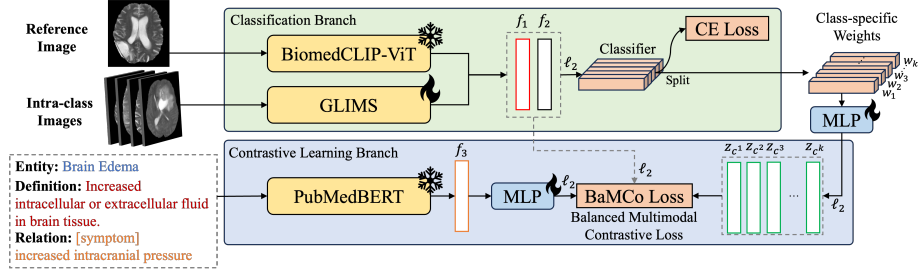 Reference
Image
Intra-class
Images
Classification Branch
BiomedCLIP-ViT
GLIMS
f1
f2
ℓ2
Classifier
Split
CE Loss
Class-specific
Weights
wk
w3
w2
w1
MLP
ℓ2
Entity: Brain Edema
Definition: Increased
intracellular or extracellular fluid
in brain tissue.
Relation: [symptom]
increased intracranial pressure
Contrastive Learning Branch
PubMedBERT
f3
MLP
ℓ2
ℓ2
BaMCo Loss
Balanced Multimodal
Contrastive Loss
zc1 zc2 zc3 ... zck